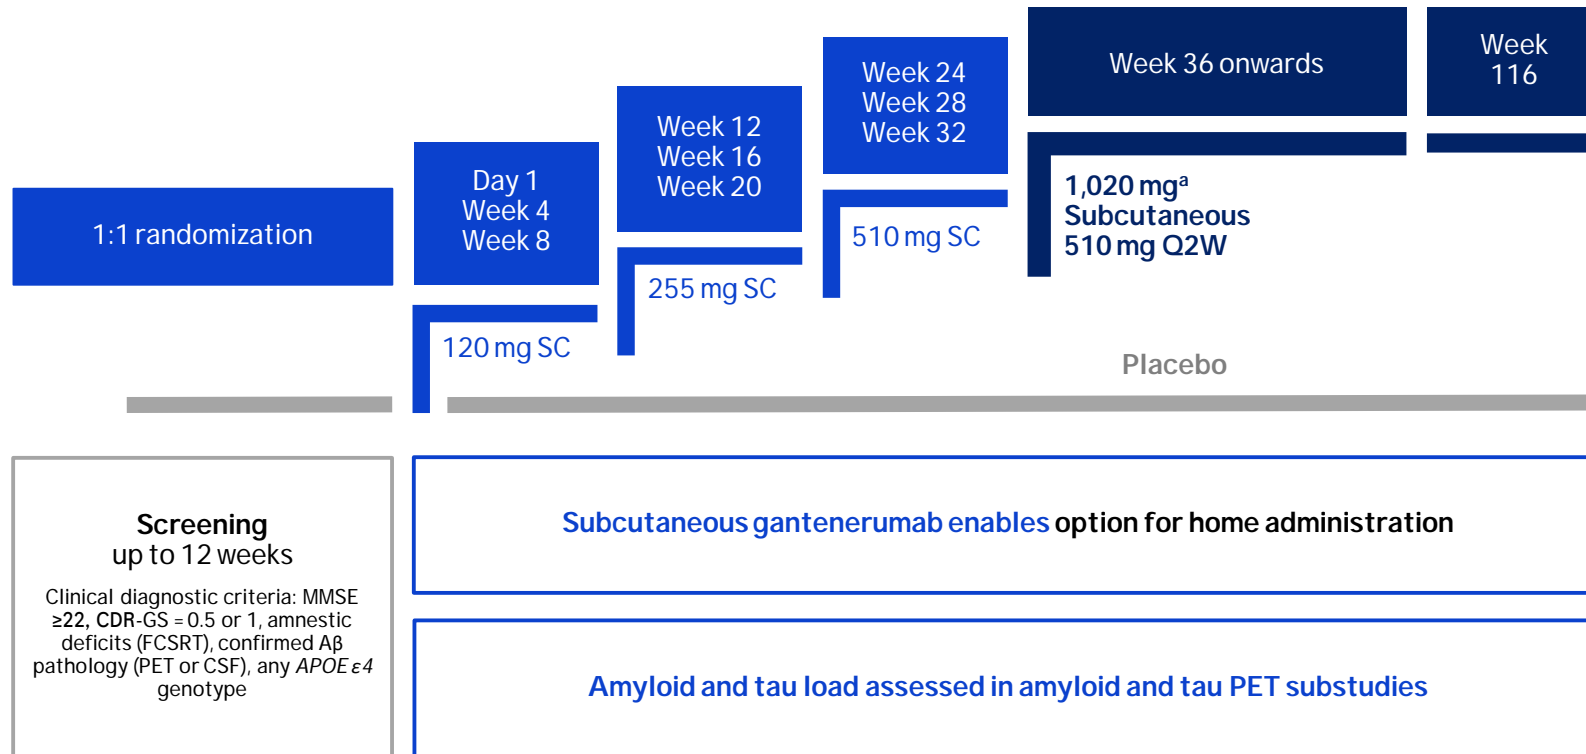 1:1 randomization
Day 1
Week 4
Week 8
120 mg SC
Week 12
Week 16
Week 20
255 mg SC
Week 24
Week 28
Week 32
510 mg SC
Week 36 onwards
1,020 mgᵃ
Subcutaneous
510 mg Q2W
Week
116
Placebo
Screening
up to 12 weeks
Clinical diagnostic criteria: MMSE
≥22, CDR-GS = 0.5 or 1, amnestic
deficits (FCSRT), confirmed Aβ
pathology (PET or CSF), any APOE ε4
genotype
Subcutaneous gantenerumab enables option for home administration
Amyloid and tau load assessed in amyloid and tau PET substudies